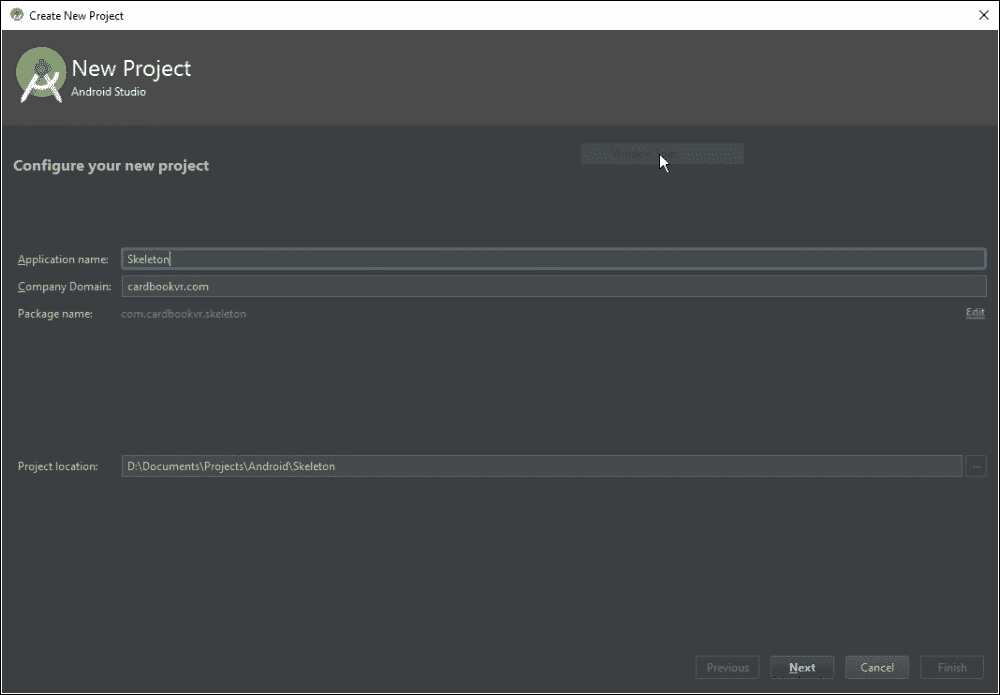 Create New Project
New Project
Android Studio
Configure your new project
Application name: Skeleton
Company Domain: cardbookvr.com
Package name: com.cardbookvr.skeleton Edit
Project location: D:\Documents\Projects\Android\Skeleton ...
Previous Next Cancel Finish